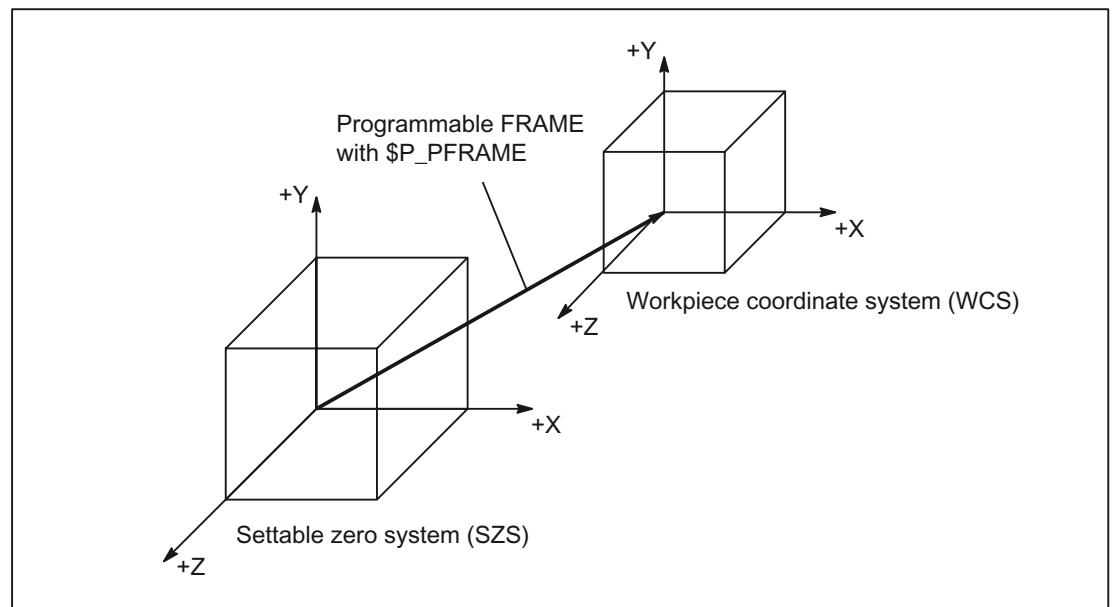 +Y
Programmable FRAME
with $P_PFRAME
+Y
+X
Workpiece coordinate system (WCS)
+Z
+X
Settable zero system (SZS)
+Z